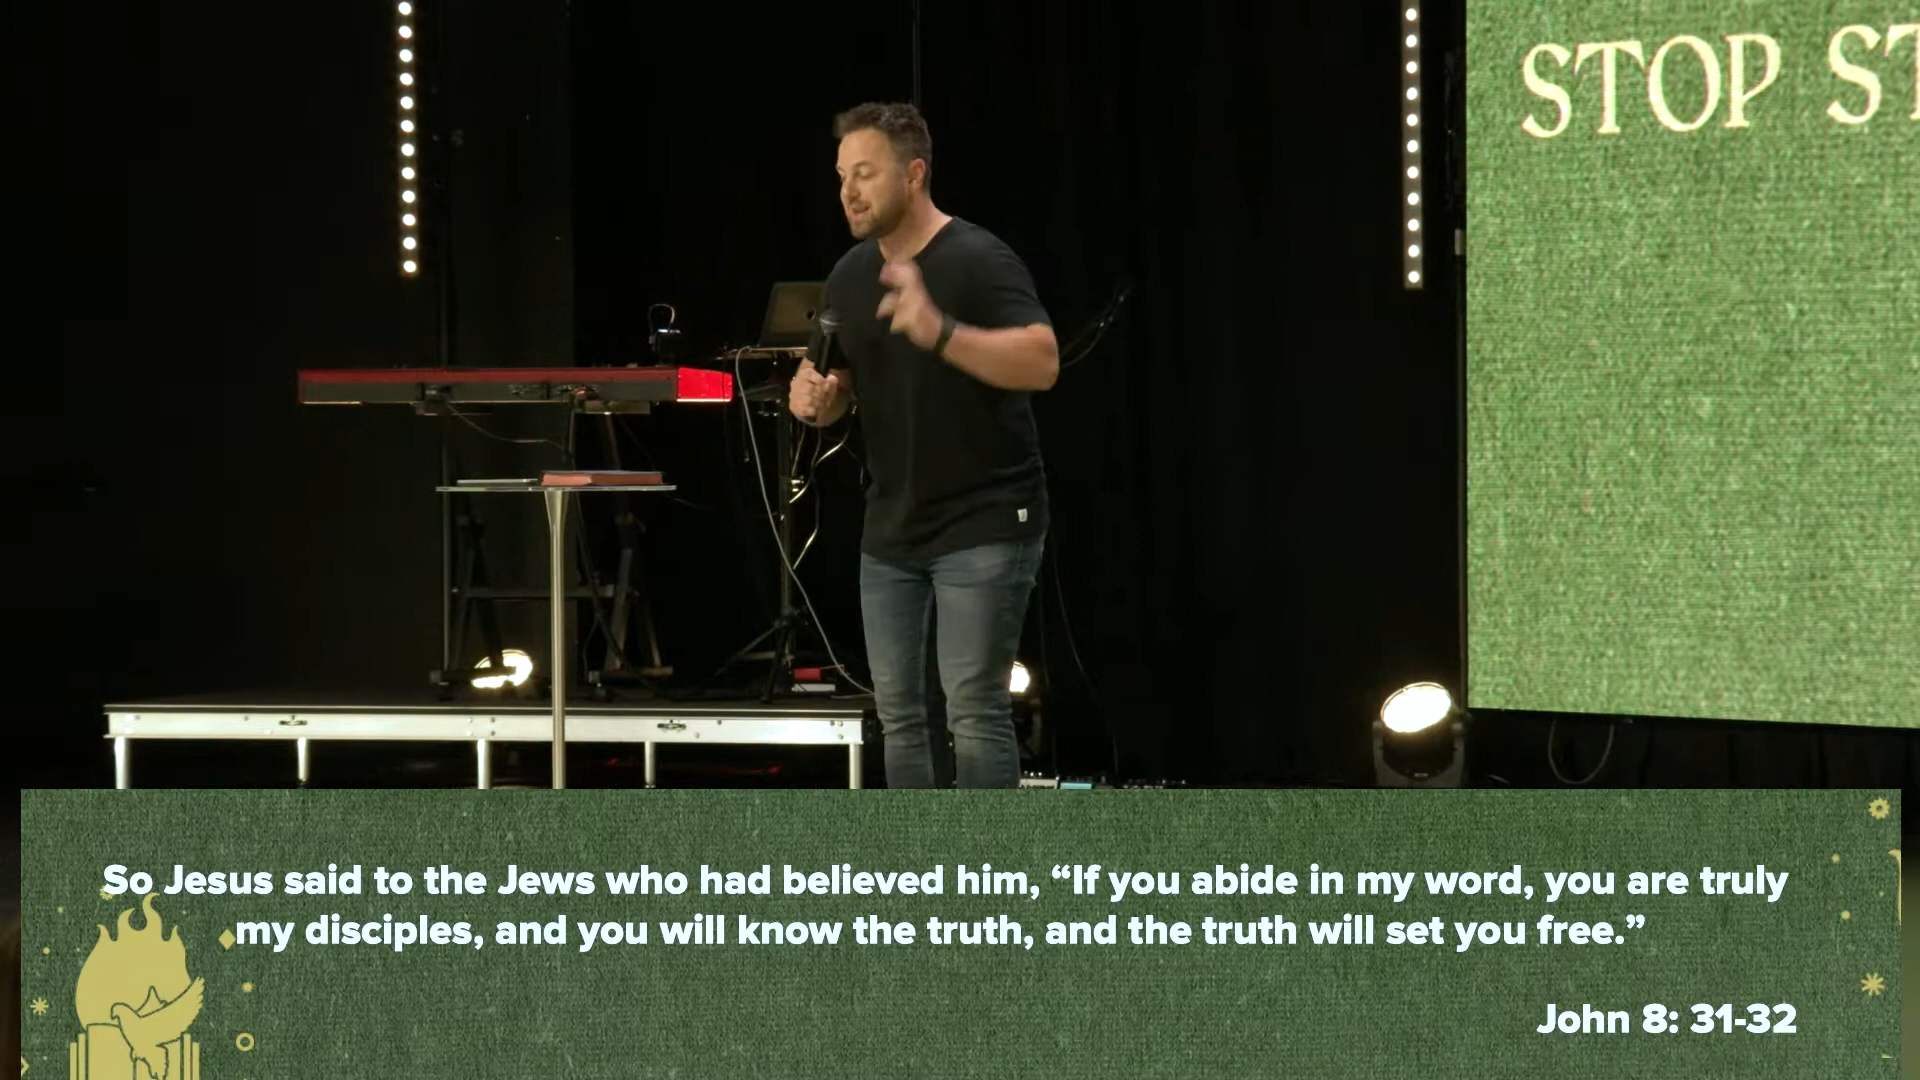 STOP
So Jesus said to the Jews who had believed him, “If you abide in my word, you are truly
my disciples, and you will know the truth, and the truth will set you free.”
John 8: 31-32